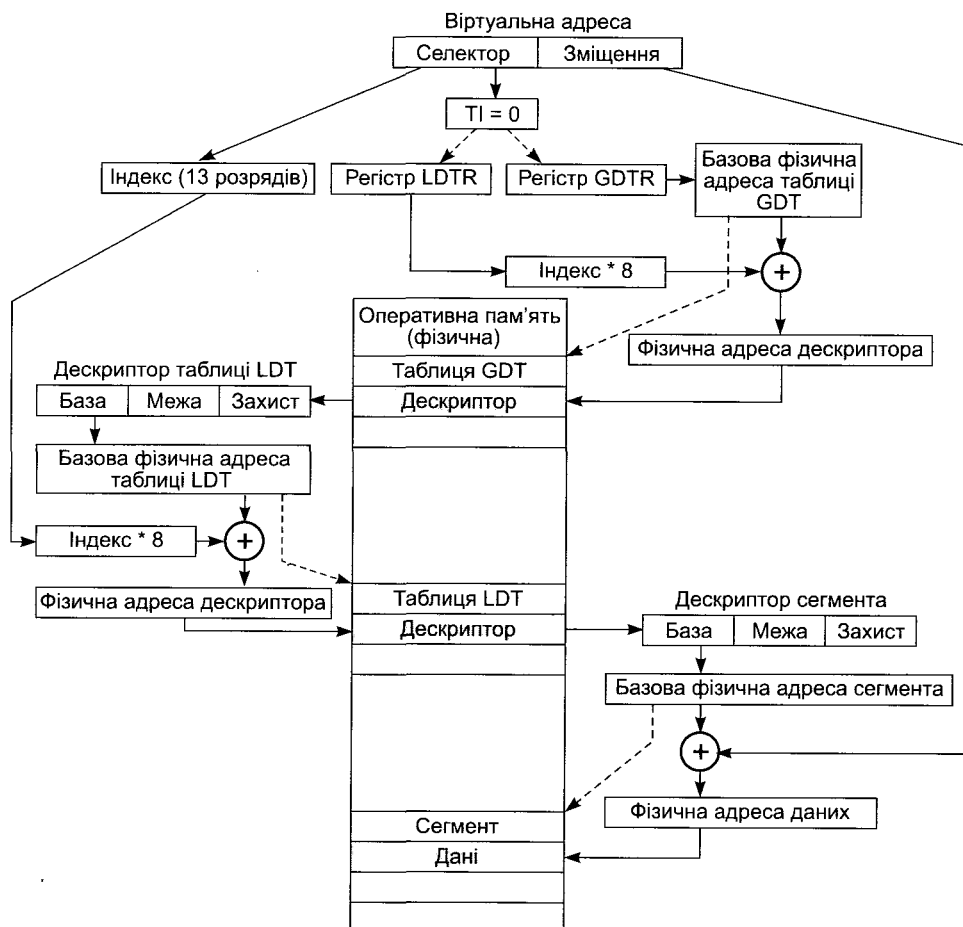 Віртуальна адреса
Селектор
Зміщення
TI = 0
Індекс (13 розрядів)
Регістр LDTR
Регістр GDTR
Базова фізична
адреса таблиці
GDT
Індекс * 8
+
Оперативна пам'ять
(фізична)
Фізична адреса дескриптора
Таблиця GDT
Дескриптор таблиці LDT
База
Межа
Захист
Дескриптор
Базова фізична адреса
таблиці LDT
Індекс * 8
+
Фізична адреса дескриптора
Таблиця LDT
Дескриптор
Дескриптор сегмента
База
Межа
Захист
Базова фізична адреса сегмента
+
Фізична адреса даних
Сегмент
Дані